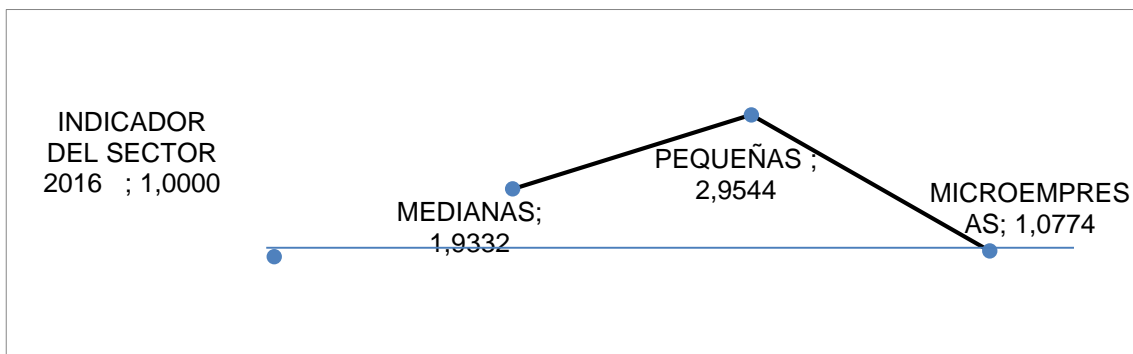 INDICADOR
DEL SECTOR
2016 ; 1,0000
MEDIANAS;
1,9332
PEQUEÑAS ;
2,9544
MICROEMPRES
AS; 1,0774